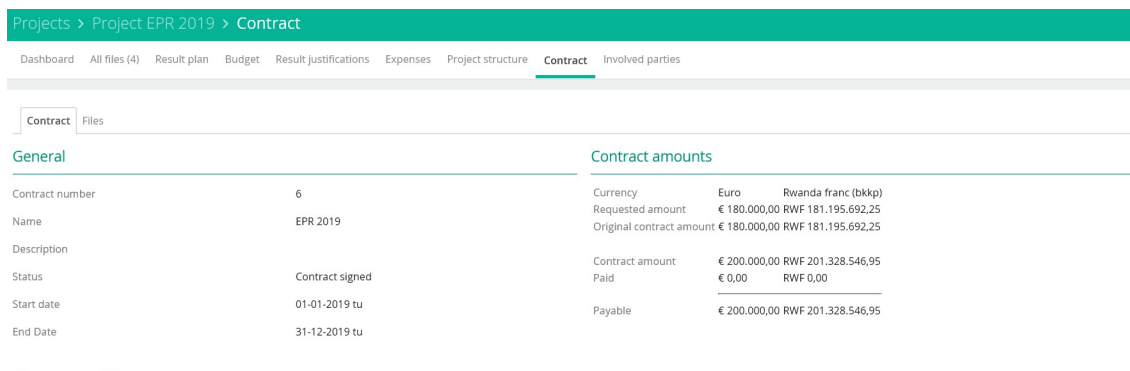 Projects > Project EPR 2019 > Contract
Dashboard All files (4) Result plan Budget Result justifications Expenses Project structure Contract Involved parties
Contract Files
General
Contract number 6
Name EPR 2019
Description
Status Contract signed
Start date 01-01-2019 tu
End Date 31-12-2019 tu
Contract amounts
Currency Euro Rwanda franc (bkkp)
Requested amount € 180.000,00 RWF 181.195.692,25
Original contract amount € 180.000,00 RWF 181.195.692,25
Contract amount € 200.000,00 RWF 201.328.546,95
Paid € 0,00 RWF 0,00
Payable € 200.000,00 RWF 201.328.546,95